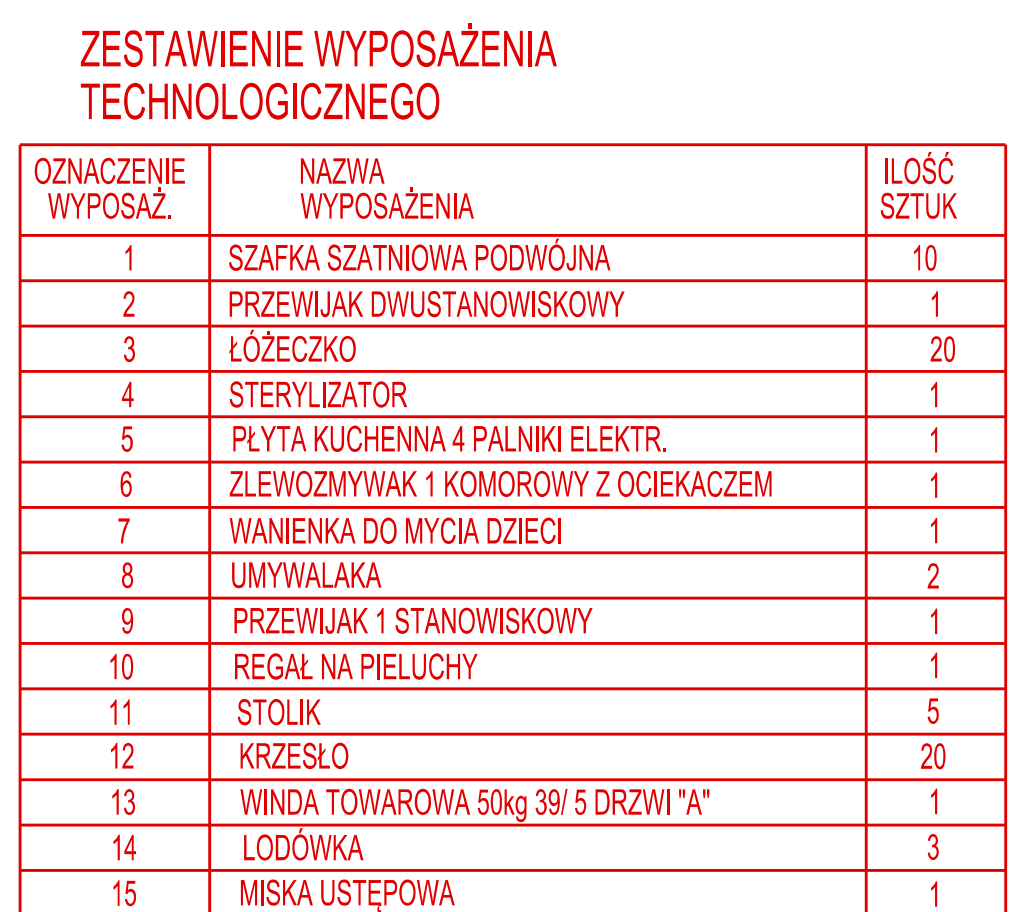 ZESTAWIENIE WYPOSAŻENIA
TECHNOLOGICZNEGO
OZNACZENIE WYPOSAŻ. NAZWA WYPOSAŻENIA ILOŚĆ SZTUK
1 SZAFKA SZATNIOWA PODWÓJNA 10
2 PRZEWIJAK DWUSTANOWISKOWY 1
3 ŁÓŻECZKO 20
4 STERYLIZATOR 1
5 PŁYTA KUCHENNA 4 PALNIKI ELEKTR. 1
6 ZLEWOZMYWAK 1 KOMOROWY Z OCIEKACZEM 1
7 WANIENKA DO MYCIA DZIECI 1
8 UMYWALAKA 2
9 PRZEWIJAK 1 STANOWISKOWY 1
10 REGAŁ NA PIELUCHY 1
11 STOLIK 5
12 KRZESŁO 20
13 WINDA TOWAROWA 50kg 39/ 5 DRZWI "A" 1
14 LODÓWKA 3
15 MISKA USTĘPOWA 1